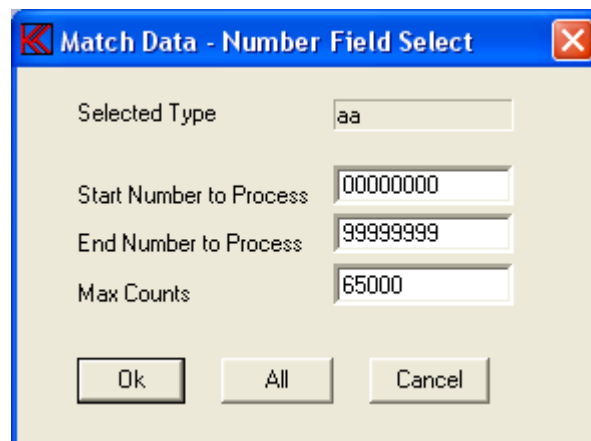 Match Data - Number Field Select
Selected Type aa
Start Number to Process 00000000
End Number to Process 99999999
Max Counts 65000
Ok All Cancel